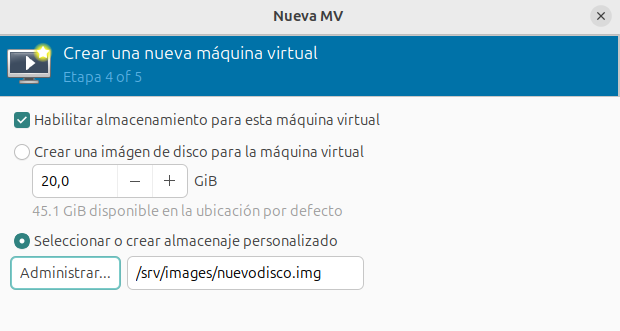 Nueva MV
Crear una nueva máquina virtual
Etapa 4 of 5
Habilitar almacenamiento para esta máquina virtual
Crear una imágen de disco para la máquina virtual
20,0 − + GiB
45.1 GiB disponible en la ubicación por defecto
Seleccionar o crear almacenaje personalizado
Administrar... /srv/images/nuevodisco.img